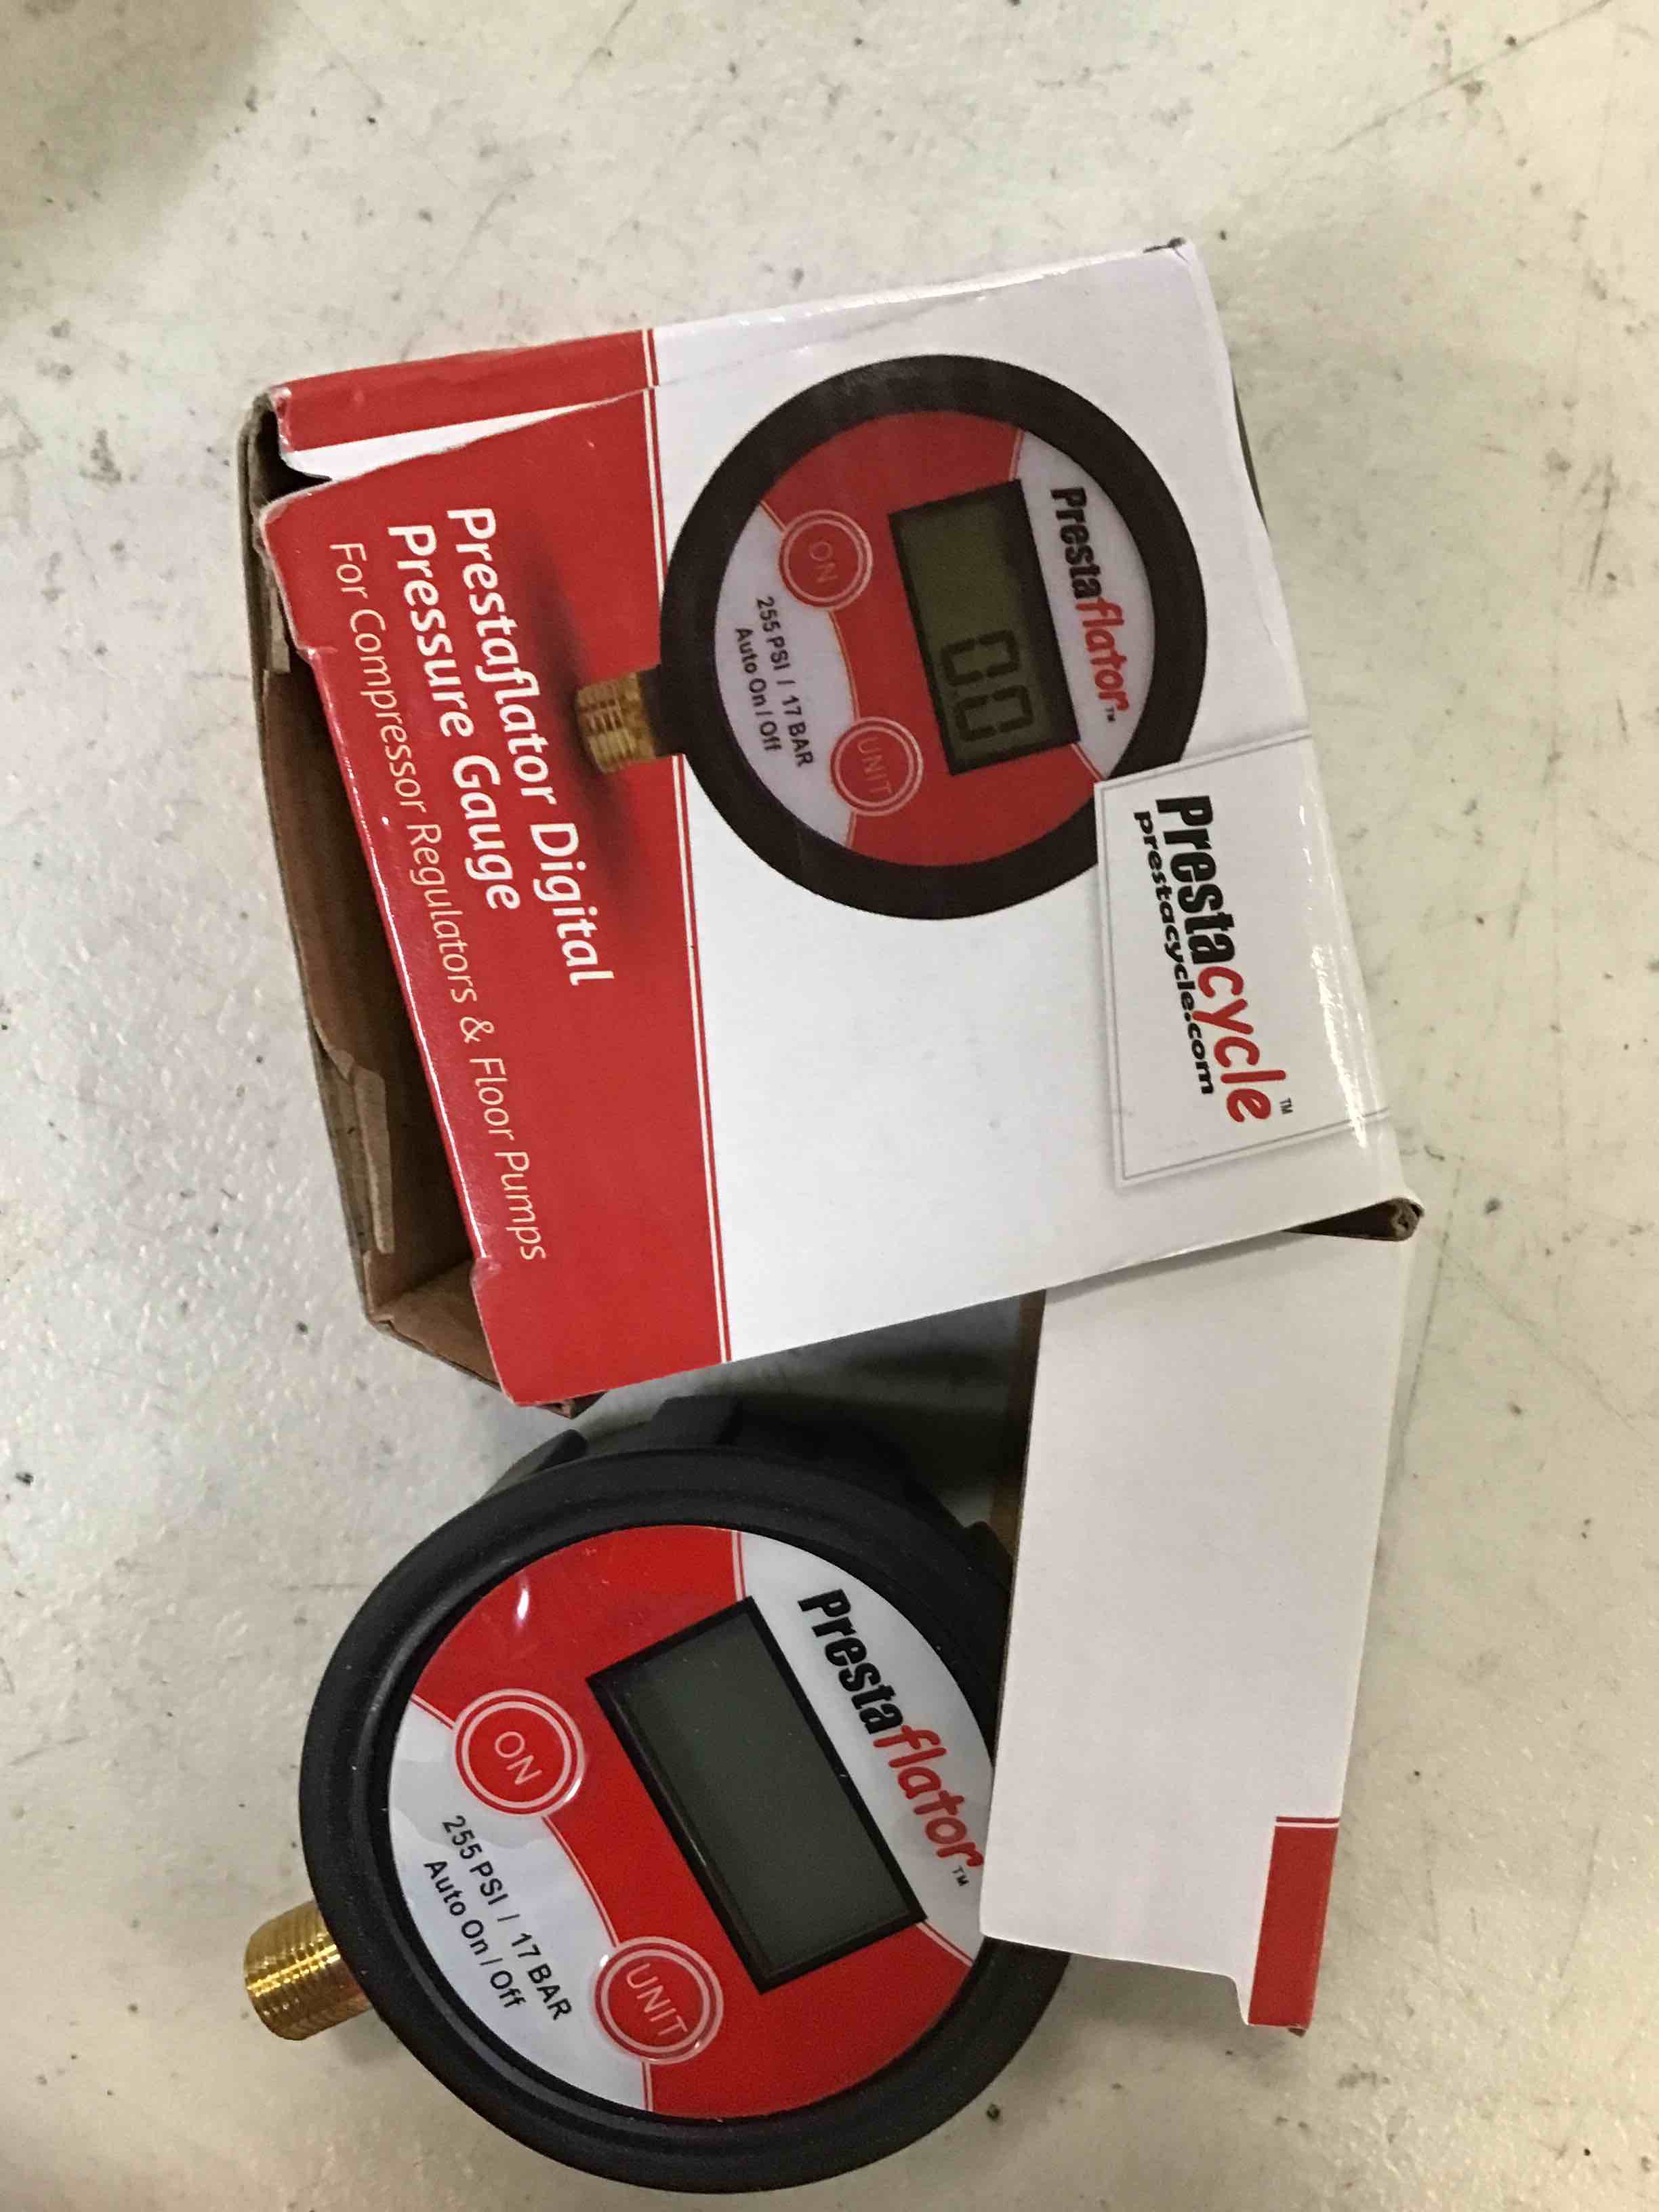 Prestacycle™
prestacycle.com
Prestaflator™
0.0
ON
UNIT
255 PSI / 17 BAR
Auto On / Off
Prestaflator Digital
Pressure Gauge
For Compressor Regulators & Floor Pumps
Prestaflator™
ON
UNIT
255 PSI / 17 BAR
Auto On / Off